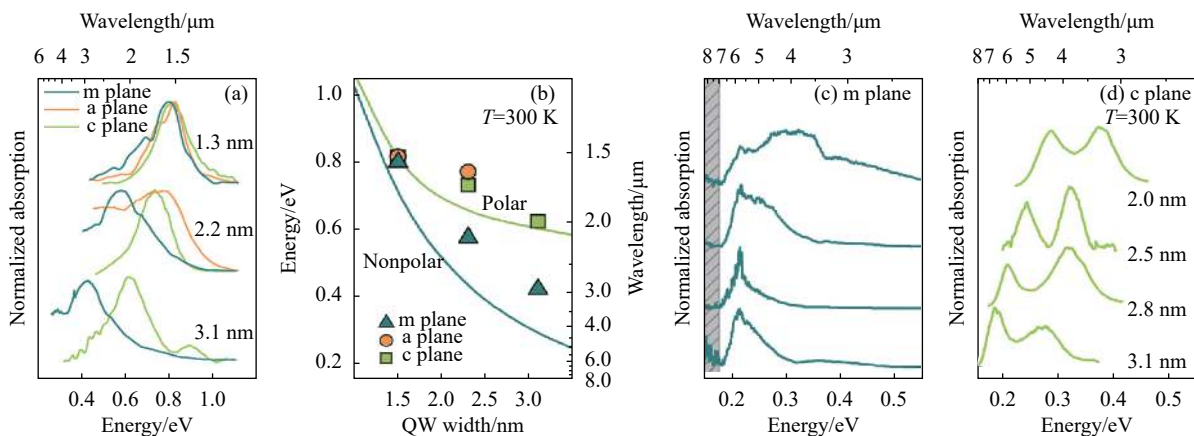 Wavelength/μm
6 4 3 2 1.5
Normalized absorption
m plane
a plane
c plane
(a)
1.3 nm
2.2 nm
3.1 nm
0.4 0.6 0.8 1.0
Energy/eV
Energy/eV
1.0
0.8
0.6
0.4
0.2
(b)
T=300 K
Polar
Nonpolar
m plane
a plane
c plane
1.5 2.0 2.5 3.0
QW width/nm
1.5
2.0
3.0
4.0
6.0
8.0
Wavelength/μm
Wavelength/μm
8 7 6 5 4 3
Normalized absorption
(c) m plane
0.2 0.3 0.4 0.5
Energy/eV
Wavelength/μm
8 7 6 5 4 3
Normalized absorption
(d) c plane
T=300 K
2.0 nm
2.5 nm
2.8 nm
3.1 nm
0.2 0.3 0.4 0.5
Energy/eV